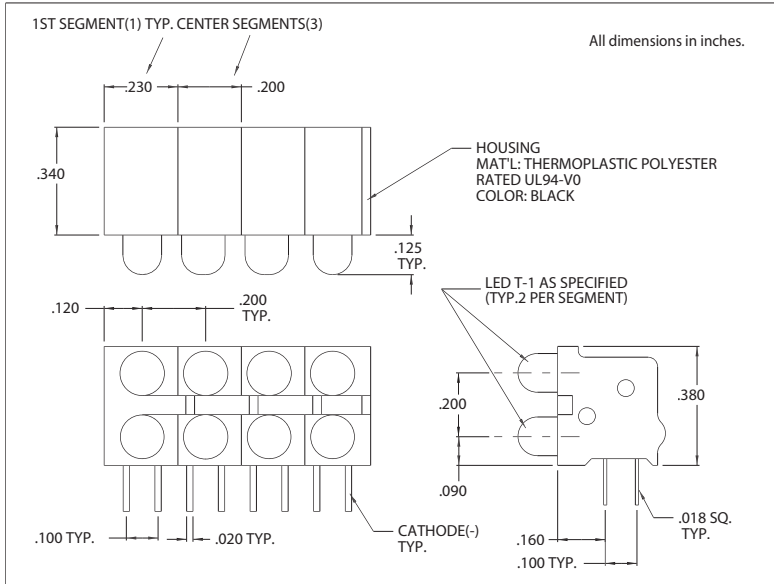 1ST SEGMENT(1) TYP. CENTER SEGMENTS(3)
All dimensions in inches.
.230
.200
.340
HOUSING
MAT'L: THERMOPLASTIC POLYESTER
RATED UL94-V0
COLOR: BLACK
.125
TYP.
LED T-1 AS SPECIFIED
(TYP.2 PER SEGMENT)
.120
.200
TYP.
.200
.380
.090
.100 TYP.
.020 TYP.
CATHODE(-)
TYP.
.160
.018 SQ.
TYP.
.100 TYP.